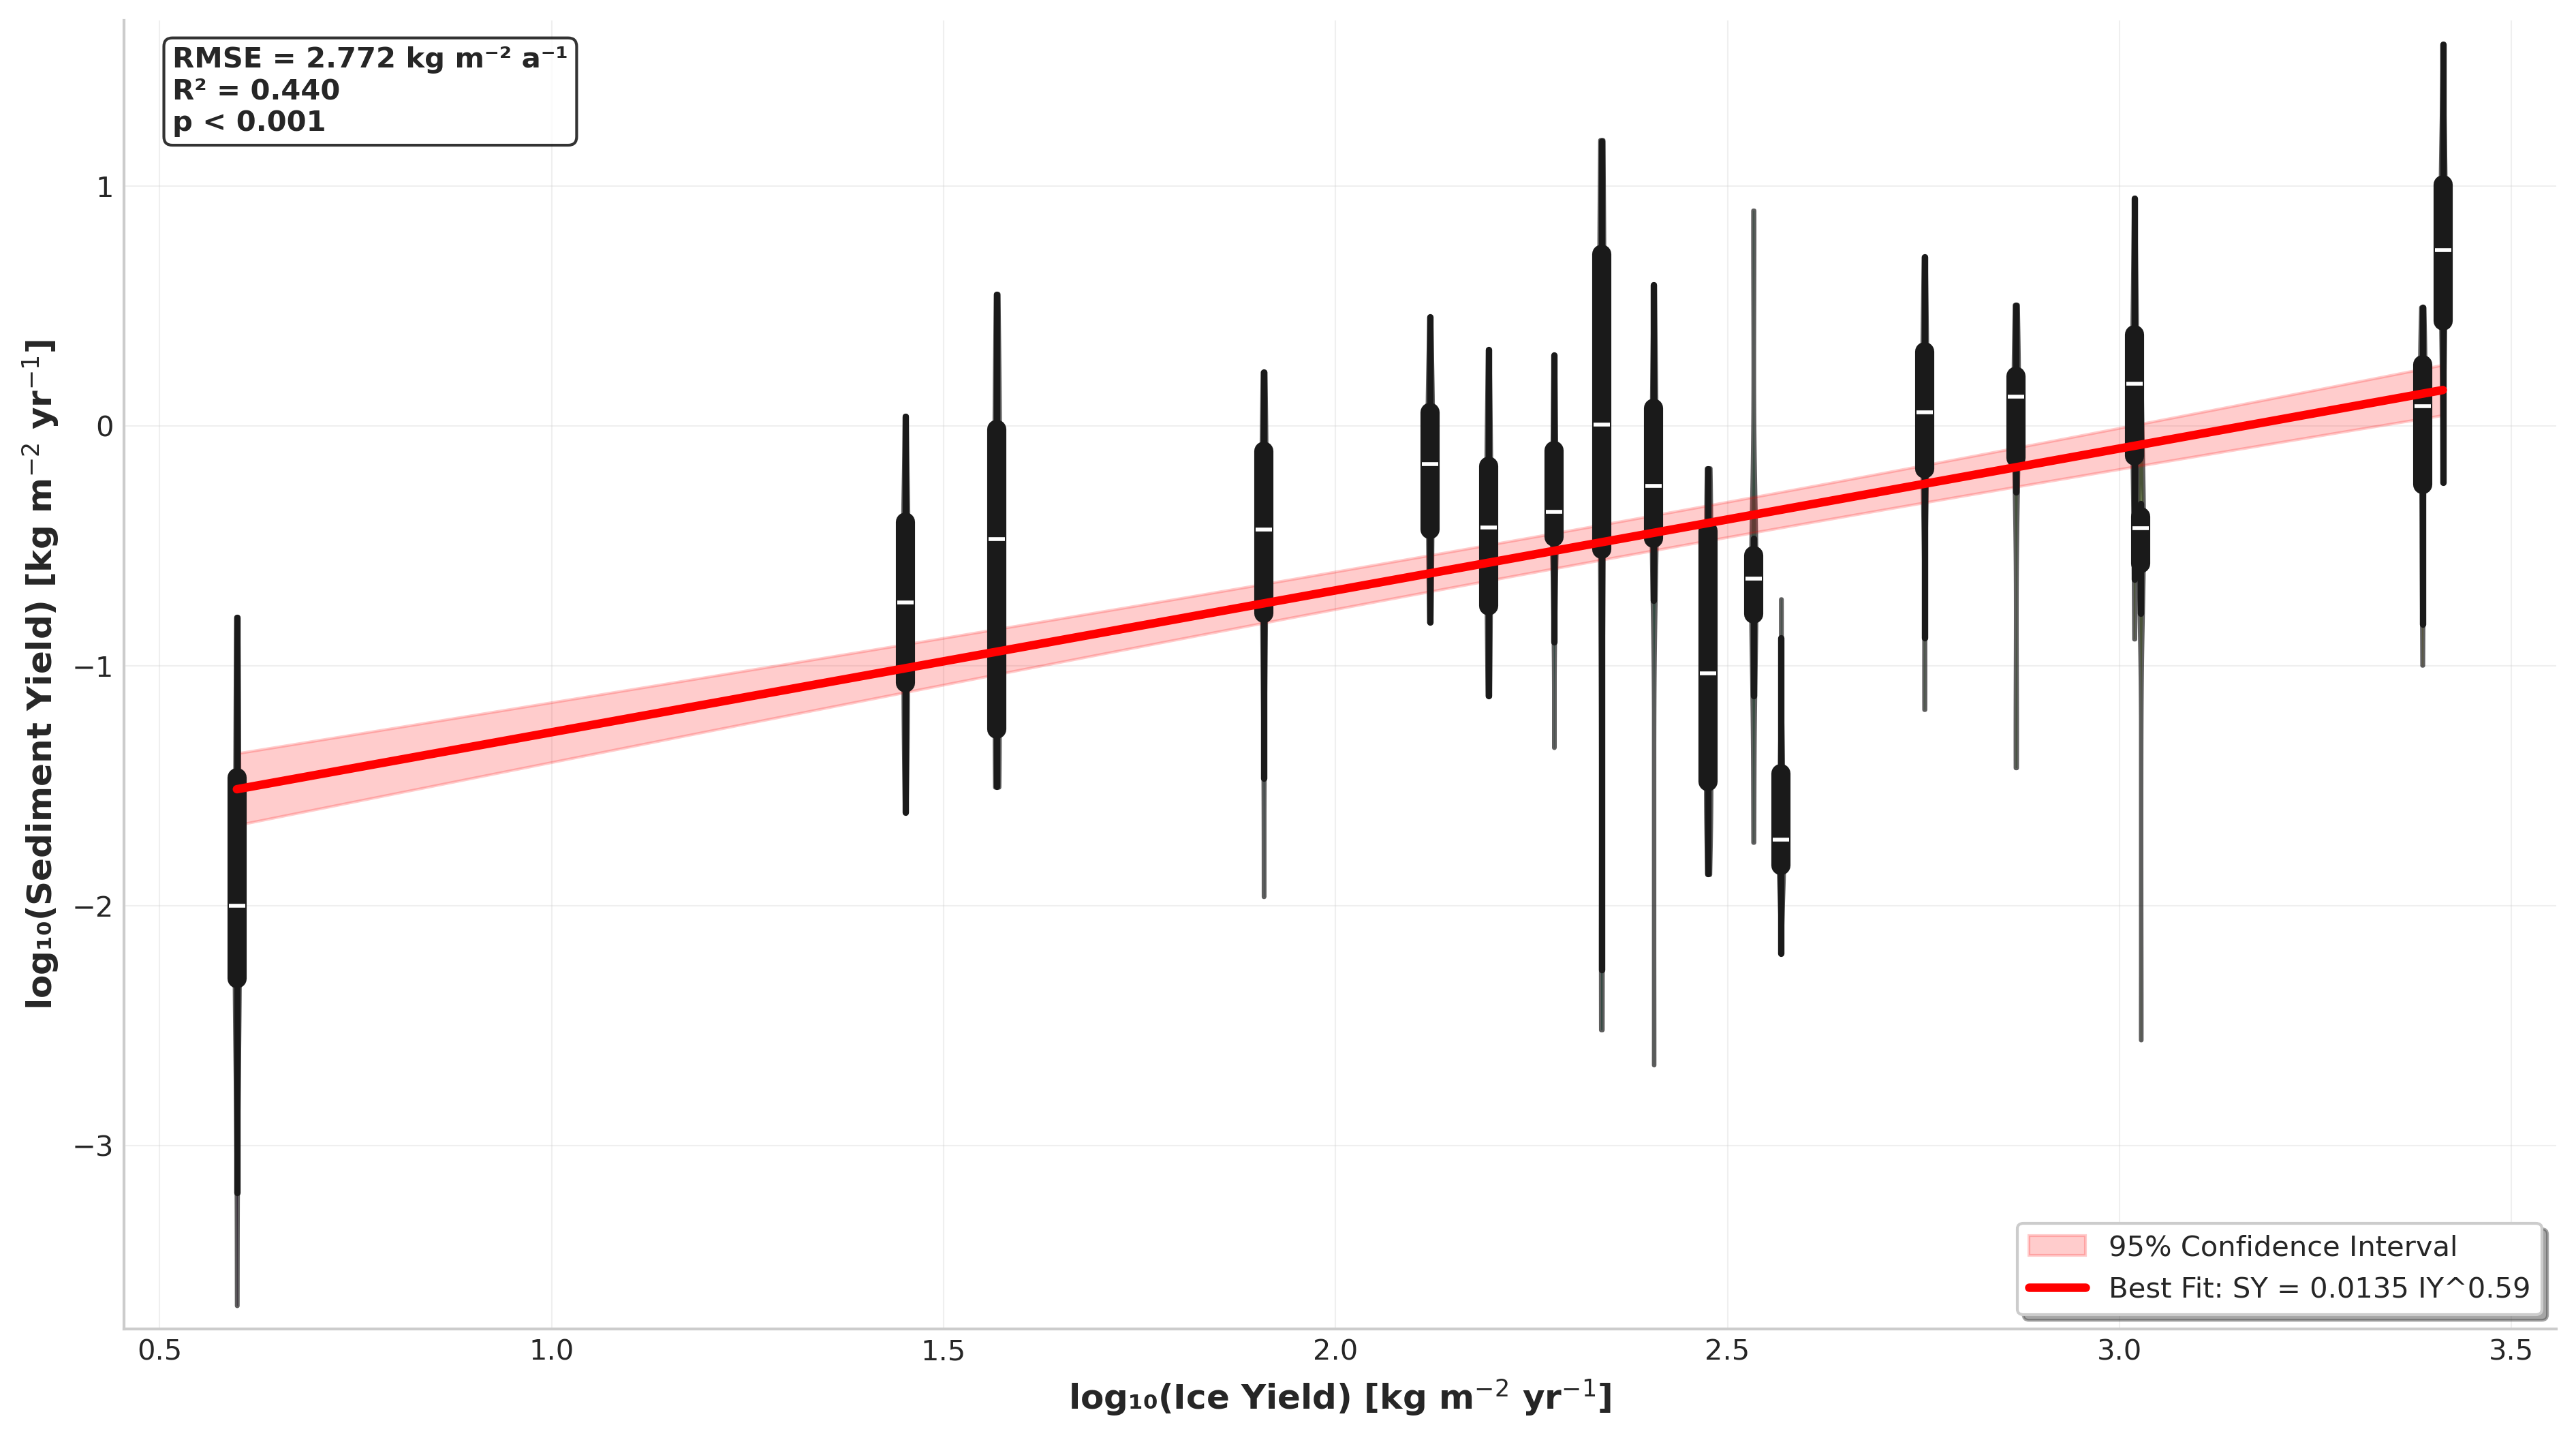 RMSE = 2.772 kg m⁻² a⁻¹
R² = 0.440
p < 0.001
log₁₀(Sediment Yield) [kg m⁻² yr⁻¹]
1
0
−1
−2
−3
95% Confidence Interval
Best Fit: SY = 0.0135 IY^0.59
0.5 1.0 1.5 2.0 2.5 3.0 3.5
log₁₀(Ice Yield) [kg m⁻² yr⁻¹]